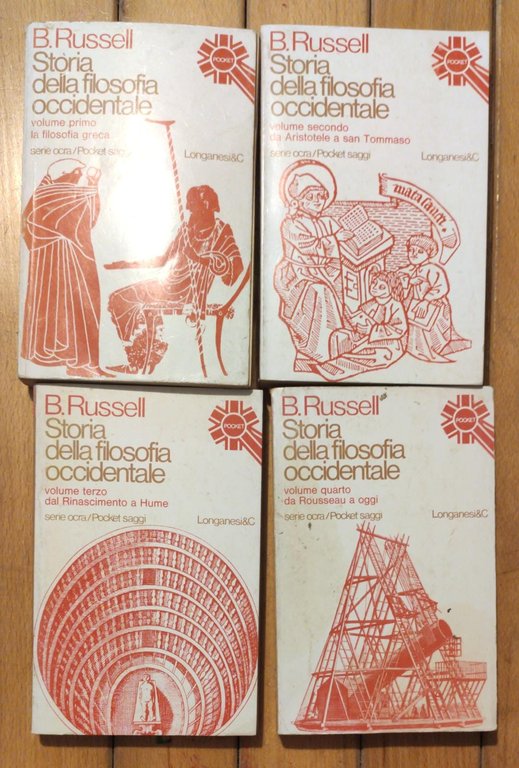 B. Russell
Storia
della filosofia
occidentale
volume primo
la filosofia greca
serie ocra/Pocket saggi
Longanesi&C
POCKET
B. Russell
Storia
della filosofia
occidentale
volume secondo
da Aristotele a san Tommaso
serie ocra/Pocket saggi
Longanesi&C
POCKET
B. Russell
Storia
della filosofia
occidentale
volume terzo
dal Rinascimento a Hume
serie ocra/Pocket saggi
Longanesi&C
POCKET
B. Russell
Storia
della filosofia
occidentale
volume quarto
da Rousseau a oggi
serie ocra/Pocket saggi
Longanesi&C
POCKET